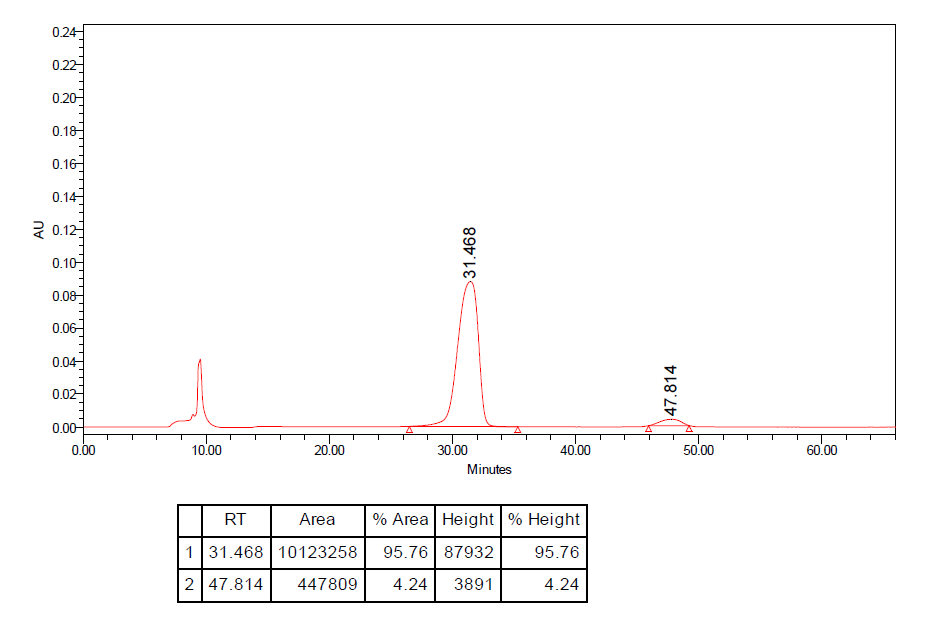 0.24
0.22
0.20
0.18
0.16
0.14
0.12
0.10
0.08
0.06
0.04
0.02
0.00
AU
31.468
47.814
0.00 10.00 20.00 30.00 40.00 50.00 60.00
Minutes
RT Area % Area Height % Height
1 31.468 10123258 95.76 87932 95.76
2 47.814 447809 4.24 3891 4.24